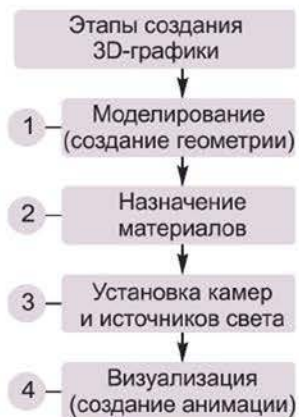 Этапы создания
3D-графики
1
Моделирование
(создание геометрии)
2
Назначение
материалов
3
Установка камер
и источников света
4
Визуализация
(создание анимации)